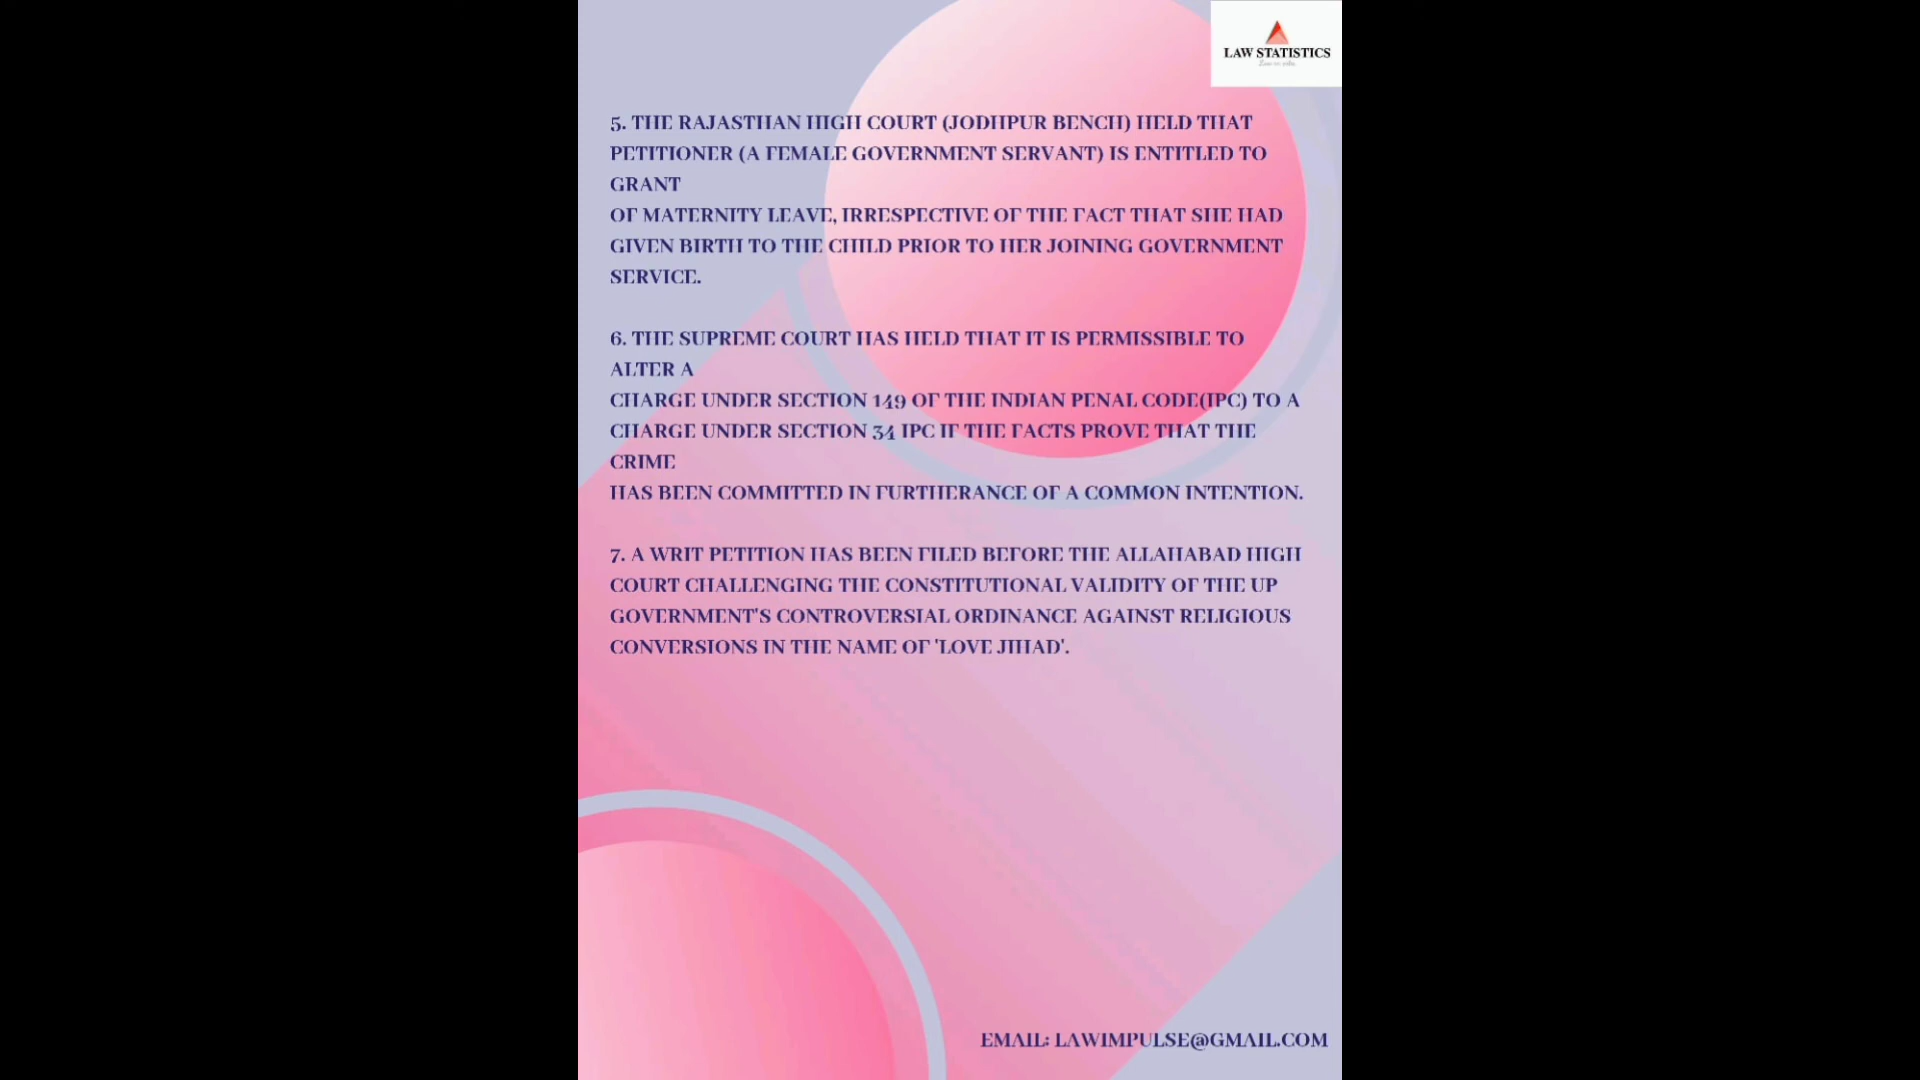 LAW STATISTICS
5. THE RAJASTHAN HIGH COURT (JODHPUR BENCH) HELD THAT
PETITIONER (A FEMALE GOVERNMENT SERVANT) IS ENTITLED TO
GRANT
OF MATERNITY LEAVE, IRRESPECTIVE OF THE FACT THAT SHE HAD
GIVEN BIRTH TO THE CHILD PRIOR TO HER JOINING GOVERNMENT
SERVICE.
6. THE SUPREME COURT HAS HELD THAT IT IS PERMISSIBLE TO
ALTER A
CHARGE UNDER SECTION 149 OF THE INDIAN PENAL CODE(IPC) TO A
CHARGE UNDER SECTION 34 IPC IF THE FACTS PROVE THAT THE
CRIME
HAS BEEN COMMITTED IN FURTHERANCE OF A COMMON INTENTION.
7. A WRIT PETITION HAS BEEN FILED BEFORE THE ALLAHABAD HIGH
COURT CHALLENGING THE CONSTITUTIONAL VALIDITY OF THE UP
GOVERNMENT'S CONTROVERSIAL ORDINANCE AGAINST RELIGIOUS
CONVERSIONS IN THE NAME OF 'LOVE JIHAD'.
EMAIL: LAWIMPULSE@GMAIL.COM